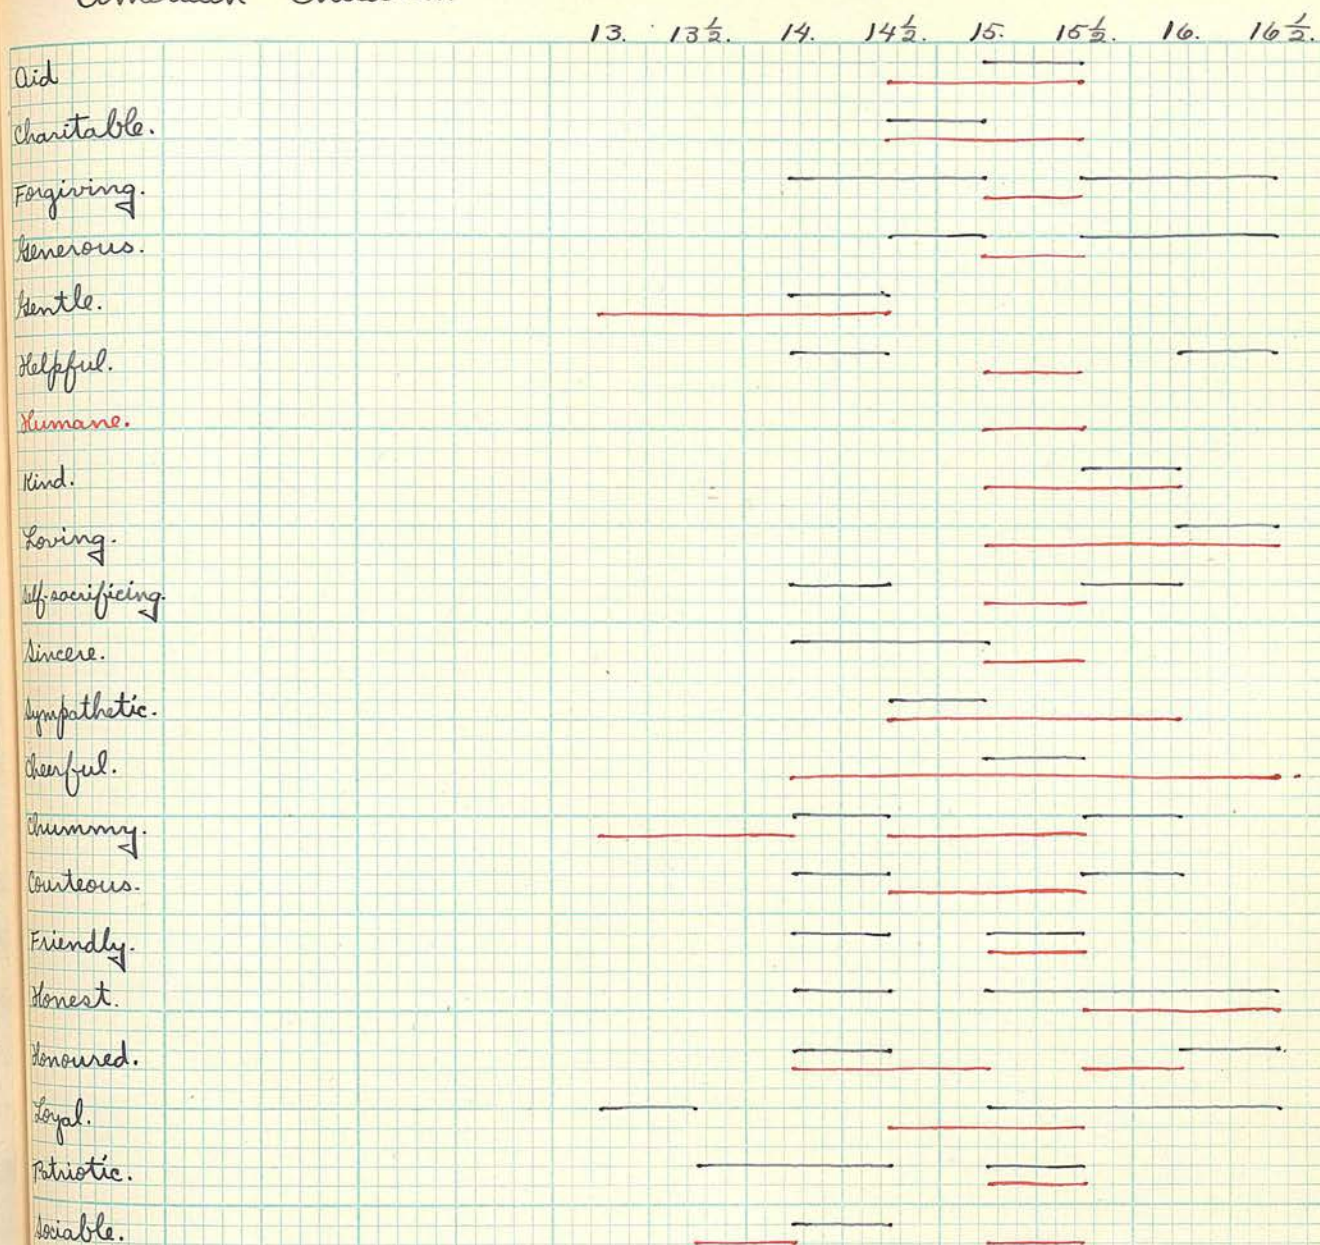 American
13. 13½. 14. 14½. 15. 15½. 16. 16½.
Aid
Charitable.
Forgiving.
Generous.
Gentle.
Helpful.
Humane.
Kind.
Loving.
Self-sacrificing.
Sincere.
Sympathetic.
Cheerful.
Chummy.
Courteous.
Friendly.
Honest.
Honoured.
Loyal.
Patriotic.
Sociable.